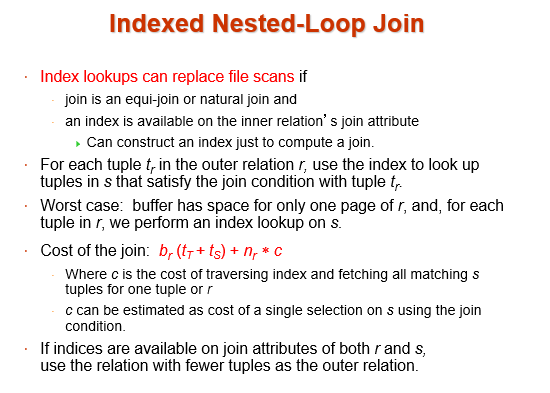 Indexed Nested-Loop Join
Index lookups can replace file scans if
join is an equi-join or natural join and
an index is available on the inner relation's join attribute
Can construct an index just to compute a join.
For each tuple tr in the outer relation r, use the index to look up
tuples in s that satisfy the join condition with tuple tr.
Worst case: buffer has space for only one page of r, and, for each
tuple in r, we perform an index lookup on s.
Cost of the join: br (tT + tS) + nr ∗ c
Where c is the cost of traversing index and fetching all matching s
tuples for one tuple or r
c can be estimated as cost of a single selection on s using the join
condition.
If indices are available on join attributes of both r and s,
use the relation with fewer tuples as the outer relation.